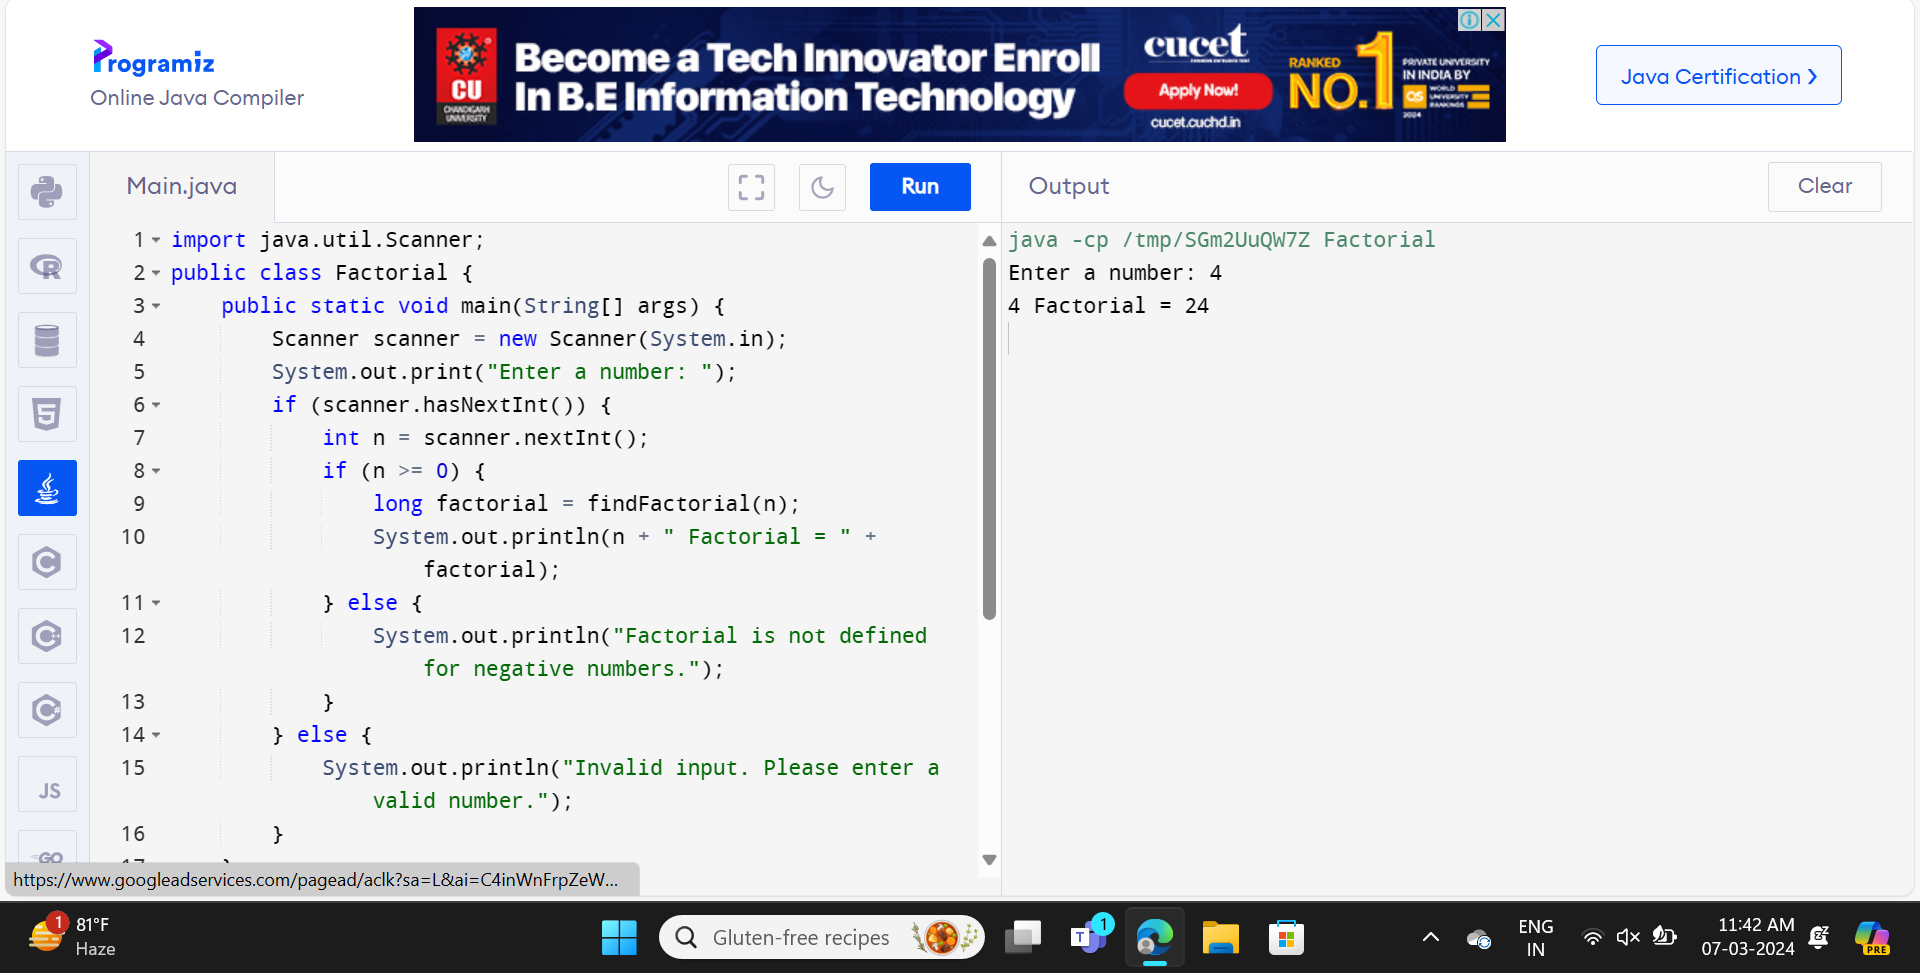 Programiz
Online Java Compiler
CU
CHANDIGARH
UNIVERSITY
Become a Tech Innovator Enroll
In B.E Information Technology
cucet
Apply Now!
cucet.cuchd.in
RANKED
NO.1
PRIVATE UNIVERSITY
IN INDIA BY
QS WORLD
UNIVERSITY
RANKINGS
2024
Java Certification ❯
Main.java
Run
Output
Clear
1 import java.util.Scanner;
2 public class Factorial {
3 public static void main(String[] args) {
4 Scanner scanner = new Scanner(System.in);
5 System.out.print("Enter a number: ");
6 if (scanner.hasNextInt()) {
7 int n = scanner.nextInt();
8 if (n >= 0) {
9 long factorial = findFactorial(n);
10 System.out.println(n + " Factorial = " +
factorial);
11 } else {
12 System.out.println("Factorial is not defined
for negative numbers.");
13 }
14 } else {
15 System.out.println("Invalid input. Please enter a
valid number.");
16 }
17 }
java -cp /tmp/SGm2UuQW7Z Factorial
Enter a number: 4
4 Factorial = 24
R
5
C
C
C
JS
GO
https://www.googleadservices.com/pagead/aclk?sa=L&ai=C4inWnFrpZeW...
1
81°F
Haze
Gluten-free recipes
T
1
ENG
IN
11:42 AM
07-03-2024
PRE